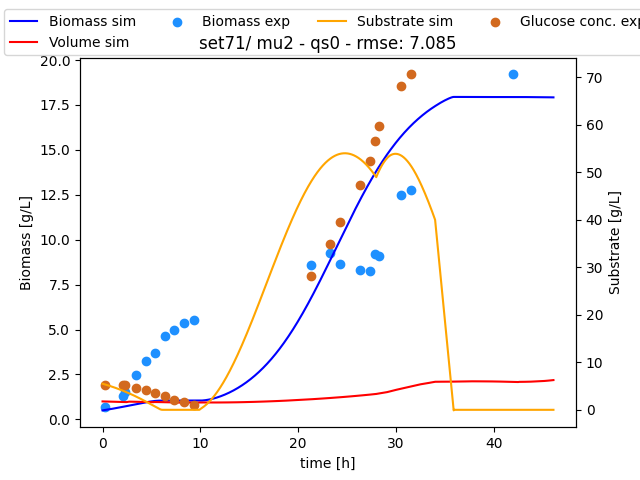 Biomass sim
Biomass exp
Substrate sim
Glucose conc. exp
Volume sim
set71/ mu2 - qs0 - rmse: 7.085
20.0
17.5
15.0
12.5
10.0
7.5
5.0
2.5
0.0
Biomass [g/L]
70
60
50
40
30
20
10
0
Substrate [g/L]
0
10
20
30
40
time [h]